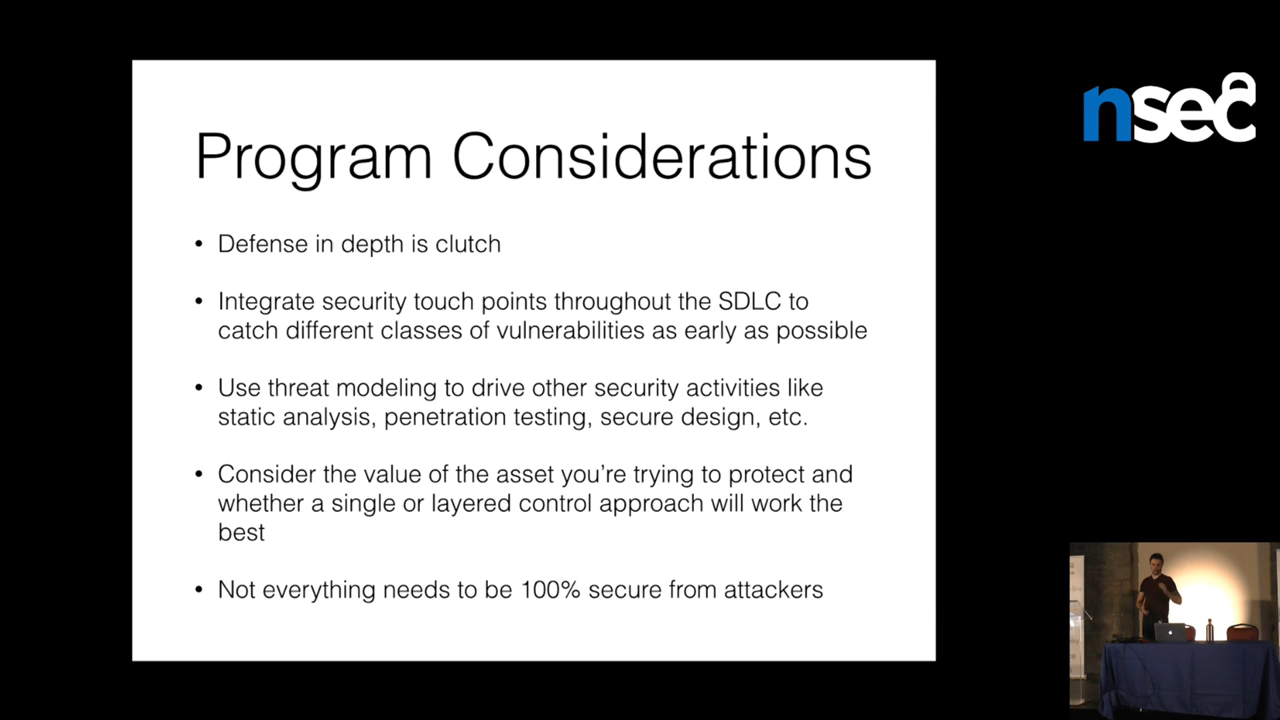 Program Considerations
• Defense in depth is clutch
• Integrate security touch points throughout the SDLC to
catch different classes of vulnerabilities as early as possible
• Use threat modeling to drive other security activities like
static analysis, penetration testing, secure design, etc.
• Consider the value of the asset you're trying to protect and
whether a single or layered control approach will work the
best
• Not everything needs to be 100% secure from attackers
nsec